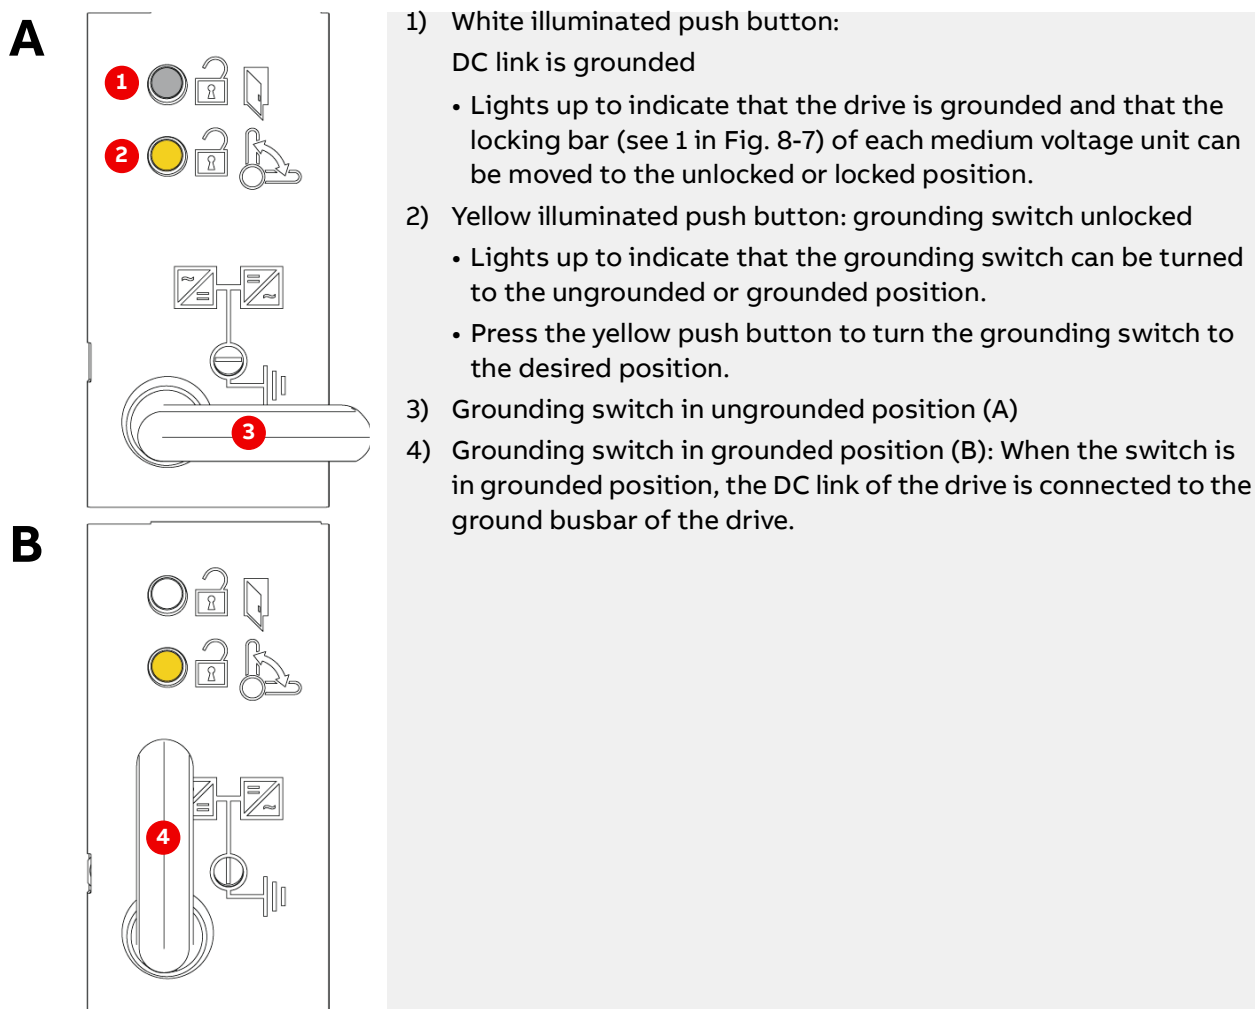 A
1
2
3
1) White illuminated push button:
DC link is grounded
• Lights up to indicate that the drive is grounded and that the
locking bar (see 1 in Fig. 8-7) of each medium voltage unit can
be moved to the unlocked or locked position.
2) Yellow illuminated push button: grounding switch unlocked
• Lights up to indicate that the grounding switch can be turned
to the ungrounded or grounded position.
• Press the yellow push button to turn the grounding switch to
the desired position.
3) Grounding switch in ungrounded position (A)
4) Grounding switch in grounded position (B): When the switch is
in grounded position, the DC link of the drive is connected to the
ground busbar of the drive.
B
4